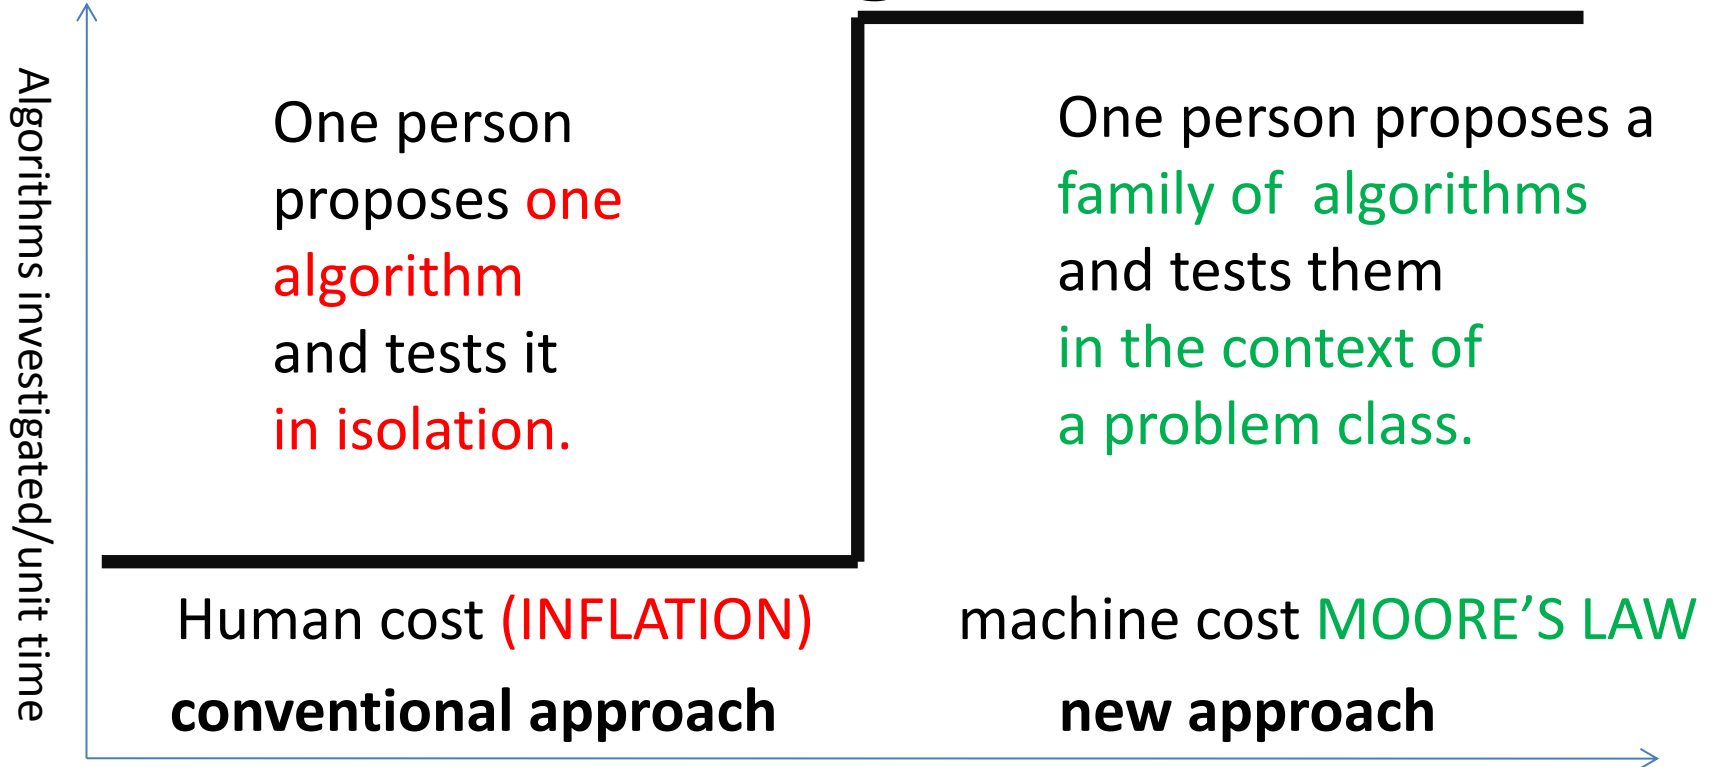 Algorithms investigated/unit time
One person
proposes one
algorithm
and tests it
in isolation.
One person proposes a
family of  algorithms
and tests them
in the context of
a problem class.
Human cost (INFLATION)
machine cost MOORE’S LAW
conventional approach
new approach